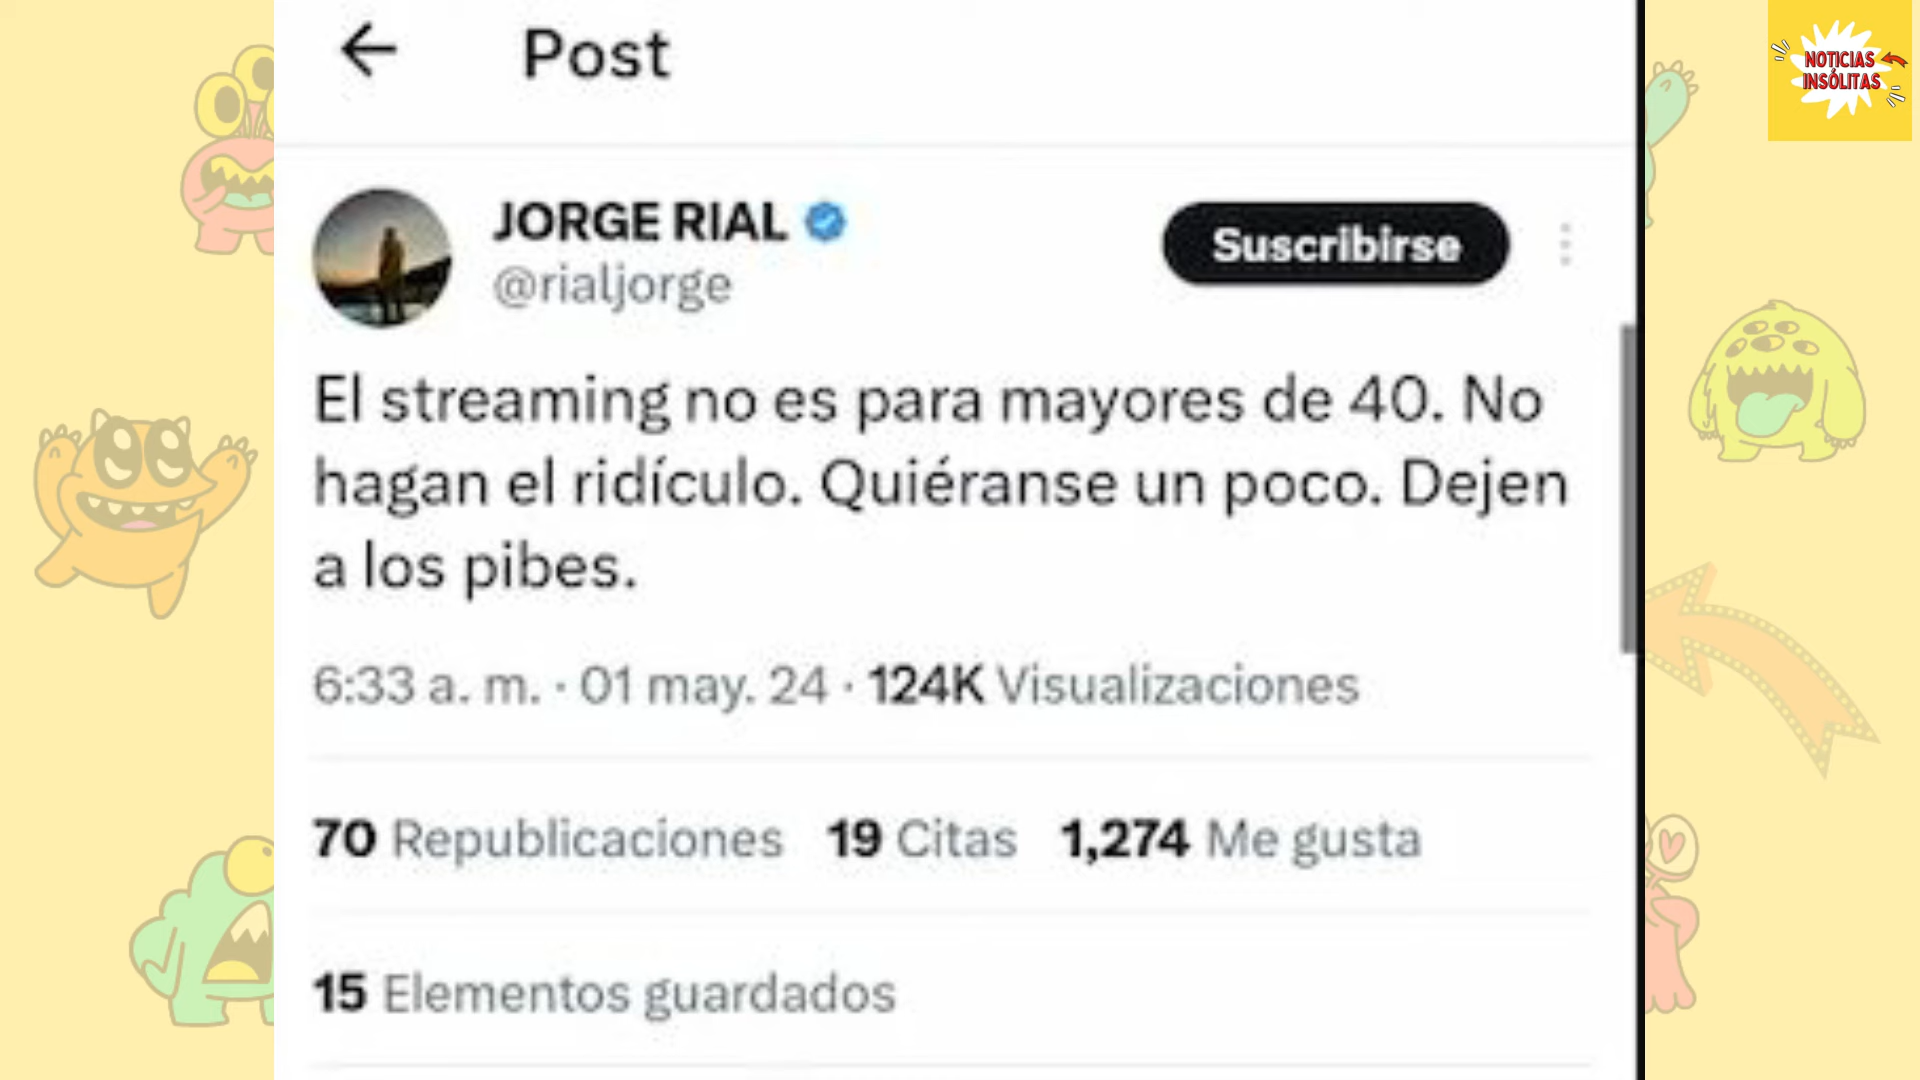 Post
NOTICIAS
INSÓLITAS
JORGE RIAL
@rialjorge
Suscribirse
El streaming no es para mayores de 40. No
hagan el ridículo. Quiéranse un poco. Dejen
a los pibes.
6:33 a. m. · 01 may. 24 · 124K Visualizaciones
70 Republicaciones 19 Citas 1,274 Me gusta
15 Elementos guardados